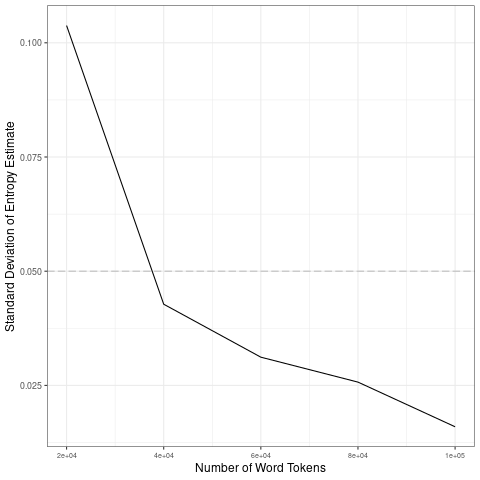 Standard Deviation of Entropy Estimate
0.100
0.075
0.050
0.025
2e+04 4e+04 6e+04 8e+04 1e+05
Number of Word Tokens